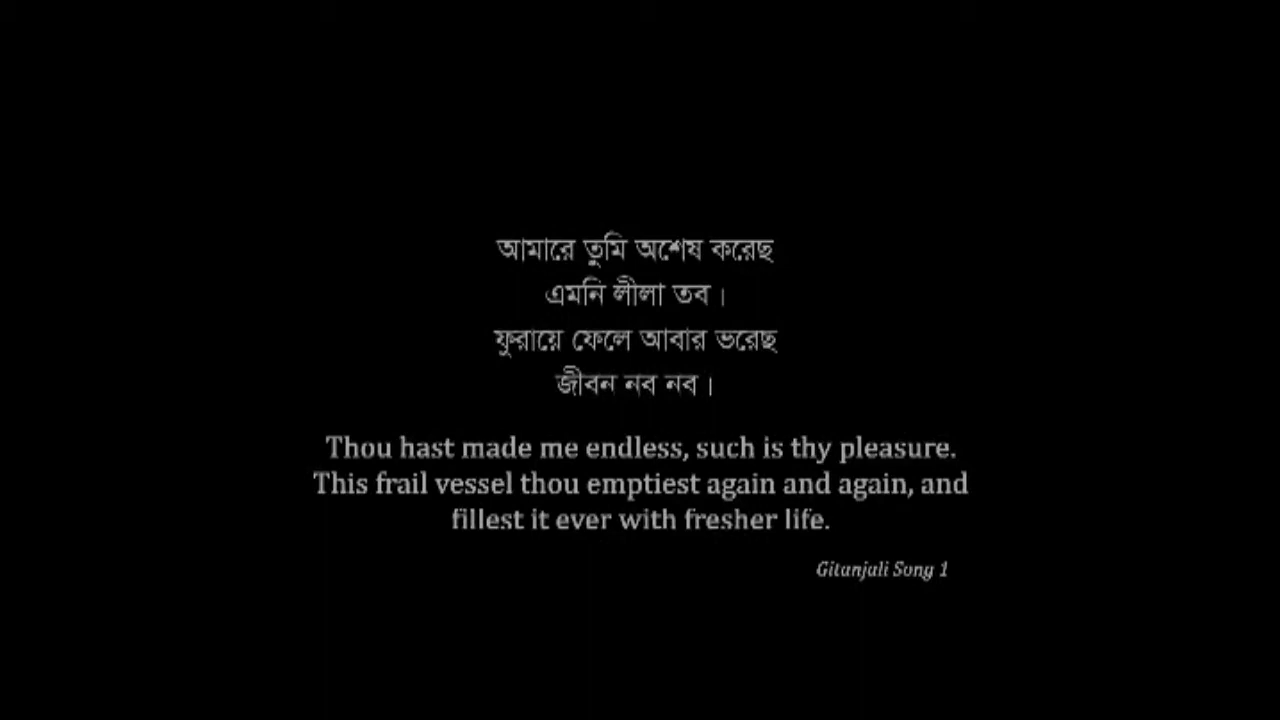 আমারে তুমি অশেষ করেছ
এমনি লীলা তব।
ফুরায়ে ফেলে আবার ভরেছ
জীবন নব নব।
Thou hast made me endless, such is thy pleasure.
This frail vessel thou emptiest again and again, and
fillest it ever with fresher life.
Gitanjali Song 1